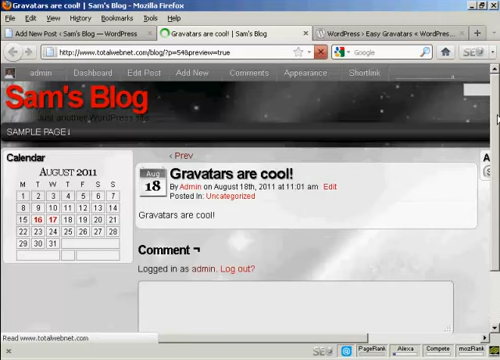 Gravatars are cool! | Sam's Blog - Mozilla Firefox
File Edit View History Bookmarks Tools Help
Add New Post ‹ Sam's Blog — WordPress
Gravatars are cool! | Sam's Blog
WordPress › Easy Gravatars « WordPres...
http://www.totalwebnet.com/blog/?p=54&preview=true
Google
SEO
admin Dashboard Edit Post Add New Comments Appearance Shortlink
Sam's Blog
Just another WordPress site
SAMPLE PAGE↓
Calendar
AUGUST 2011
M T W T F S S
1 2 3 4 5 6 7
8 9 10 11 12 13 14
15 16 17 18 19 20 21
22 23 24 25 26 27 28
29 30 31
‹ Prev
Aug
18
Gravatars are cool!
By Admin on August 18th, 2011 at 11:01 am Edit
Posted In: Uncategorized
Gravatars are cool!
Comment ¬
Logged in as admin. Log out?
A
S
Read www.totalwebnet.com
SEO PageRank Alexa Compete mozRank